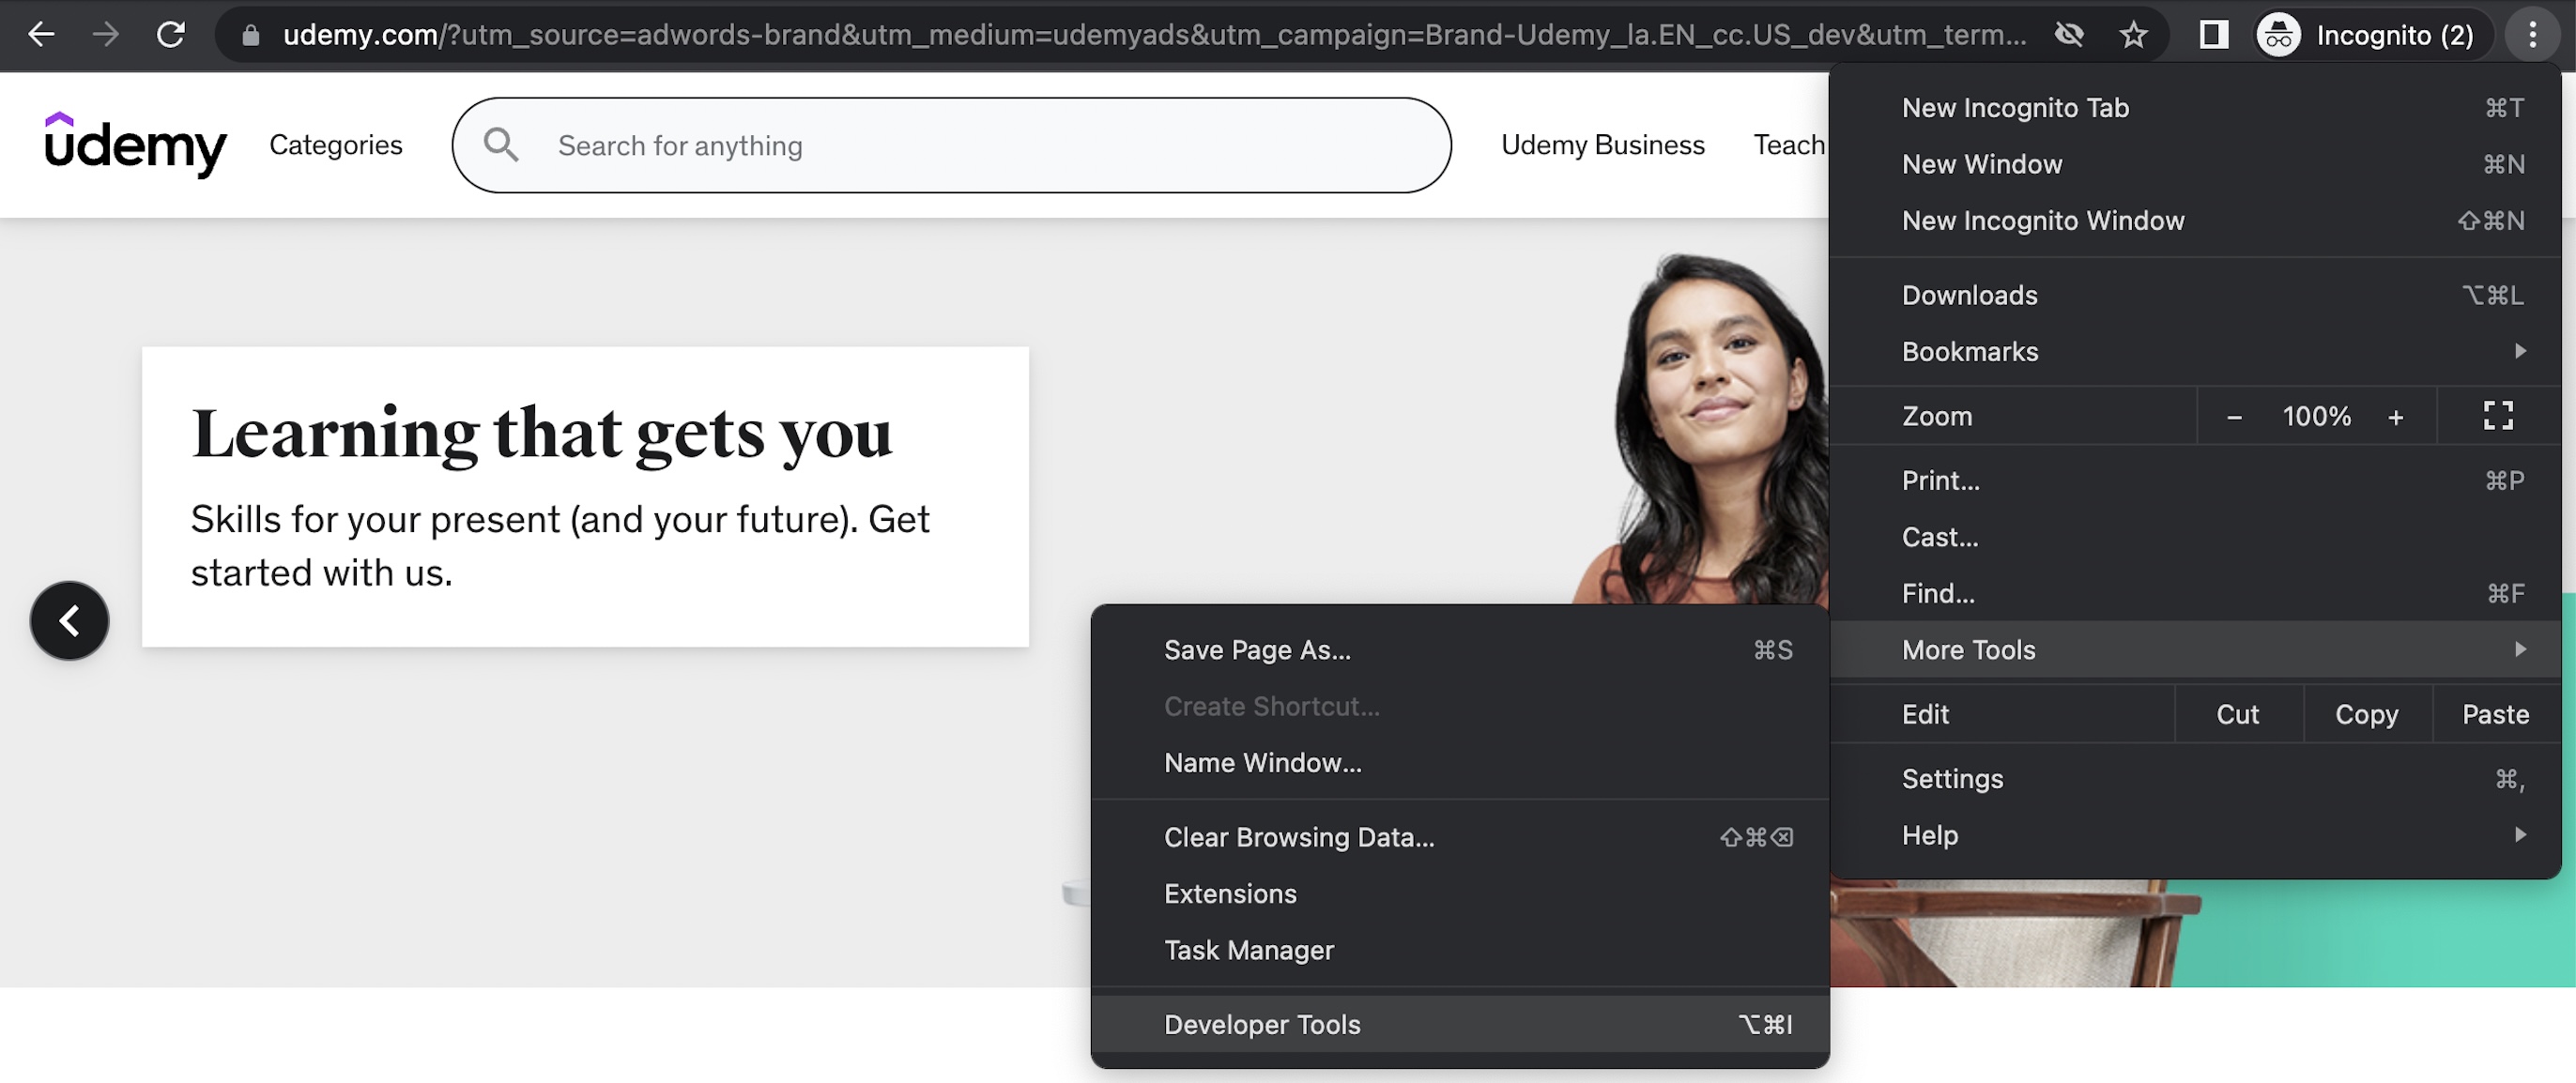 udemy.com/?utm_source=adwords-brand&utm_medium=udemyads&utm_campaign=Brand-Udemy_la.EN_cc.US_dev&utm_term...
Incognito (2)
udemy
Categories
Search for anything
Udemy Business
Teach
Learning that gets you
Skills for your present (and your future). Get
started with us.
New Incognito Tab ⌘T
New Window ⌘N
New Incognito Window ⇧⌘N
Downloads ⌥⌘L
Bookmarks
Zoom − 100% +
Print... ⌘P
Cast...
Find... ⌘F
More Tools
Edit Cut Copy Paste
Settings ⌘,
Help
Save Page As... ⌘S
Create Shortcut...
Name Window...
Clear Browsing Data... ⇧⌘⌫
Extensions
Task Manager
Developer Tools ⌥⌘I